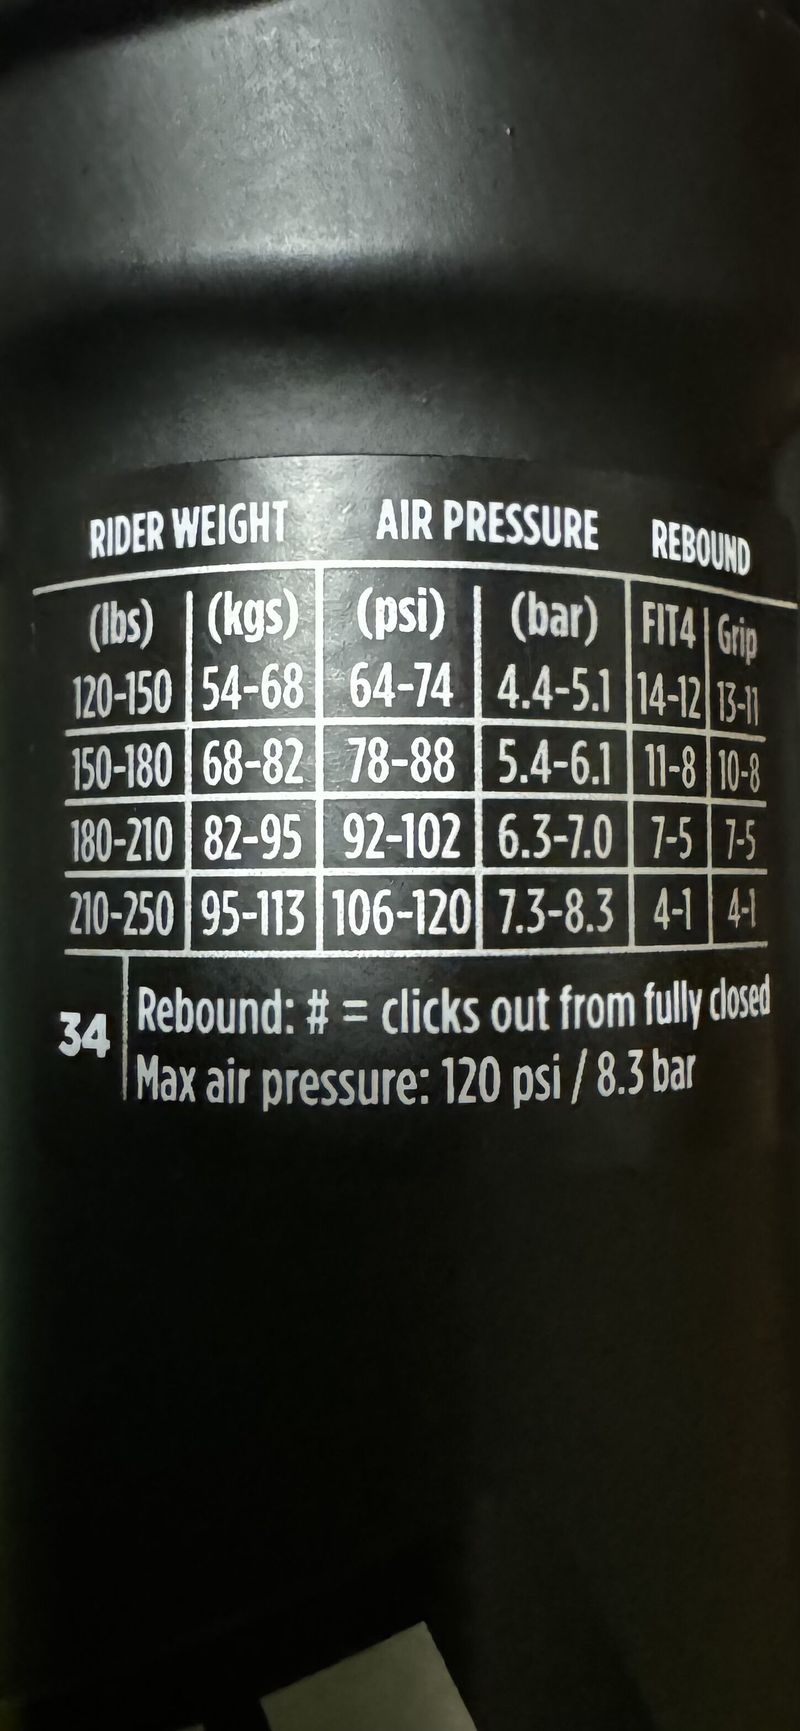 RIDER WEIGHT AIR PRESSURE REBOUND
(lbs) (kgs) (psi) (bar) FIT4 Grip
120-150 54-68 64-74 4.4-5.1 14-12 13-11
150-180 68-82 78-88 5.4-6.1 11-8 10-8
180-210 82-95 92-102 6.3-7.0 7-5 7-5
210-250 95-113 106-120 7.3-8.3 4-1 4-1
34
Rebound: # = clicks out from fully closed
Max air pressure: 120 psi / 8.3 bar